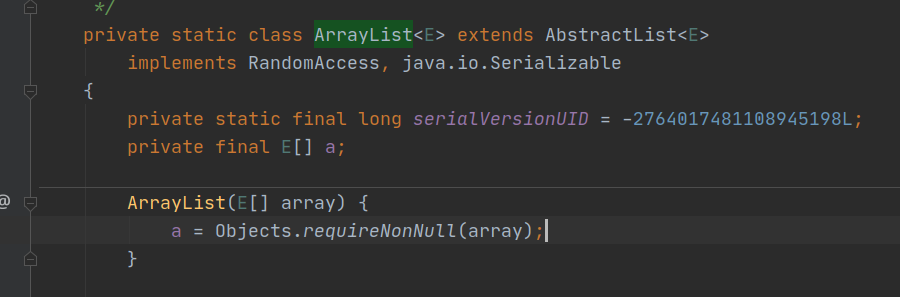 */
private static class ArrayList<E> extends AbstractList<E>
implements RandomAccess, java.io.Serializable
{
private static final long serialVersionUID = -2764017481108945198L;
private final E[] a;
@ ArrayList(E[] array) {
a = Objects.requireNonNull(array);
}